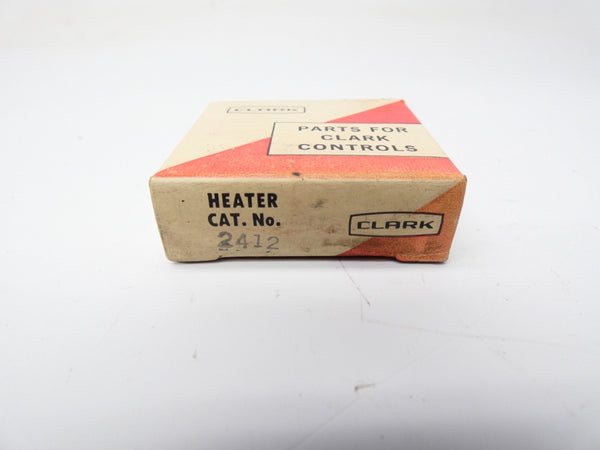 CLARK
PARTS FOR
CLARK
CONTROLS
HEATER
CAT. No.
2412
CLARK